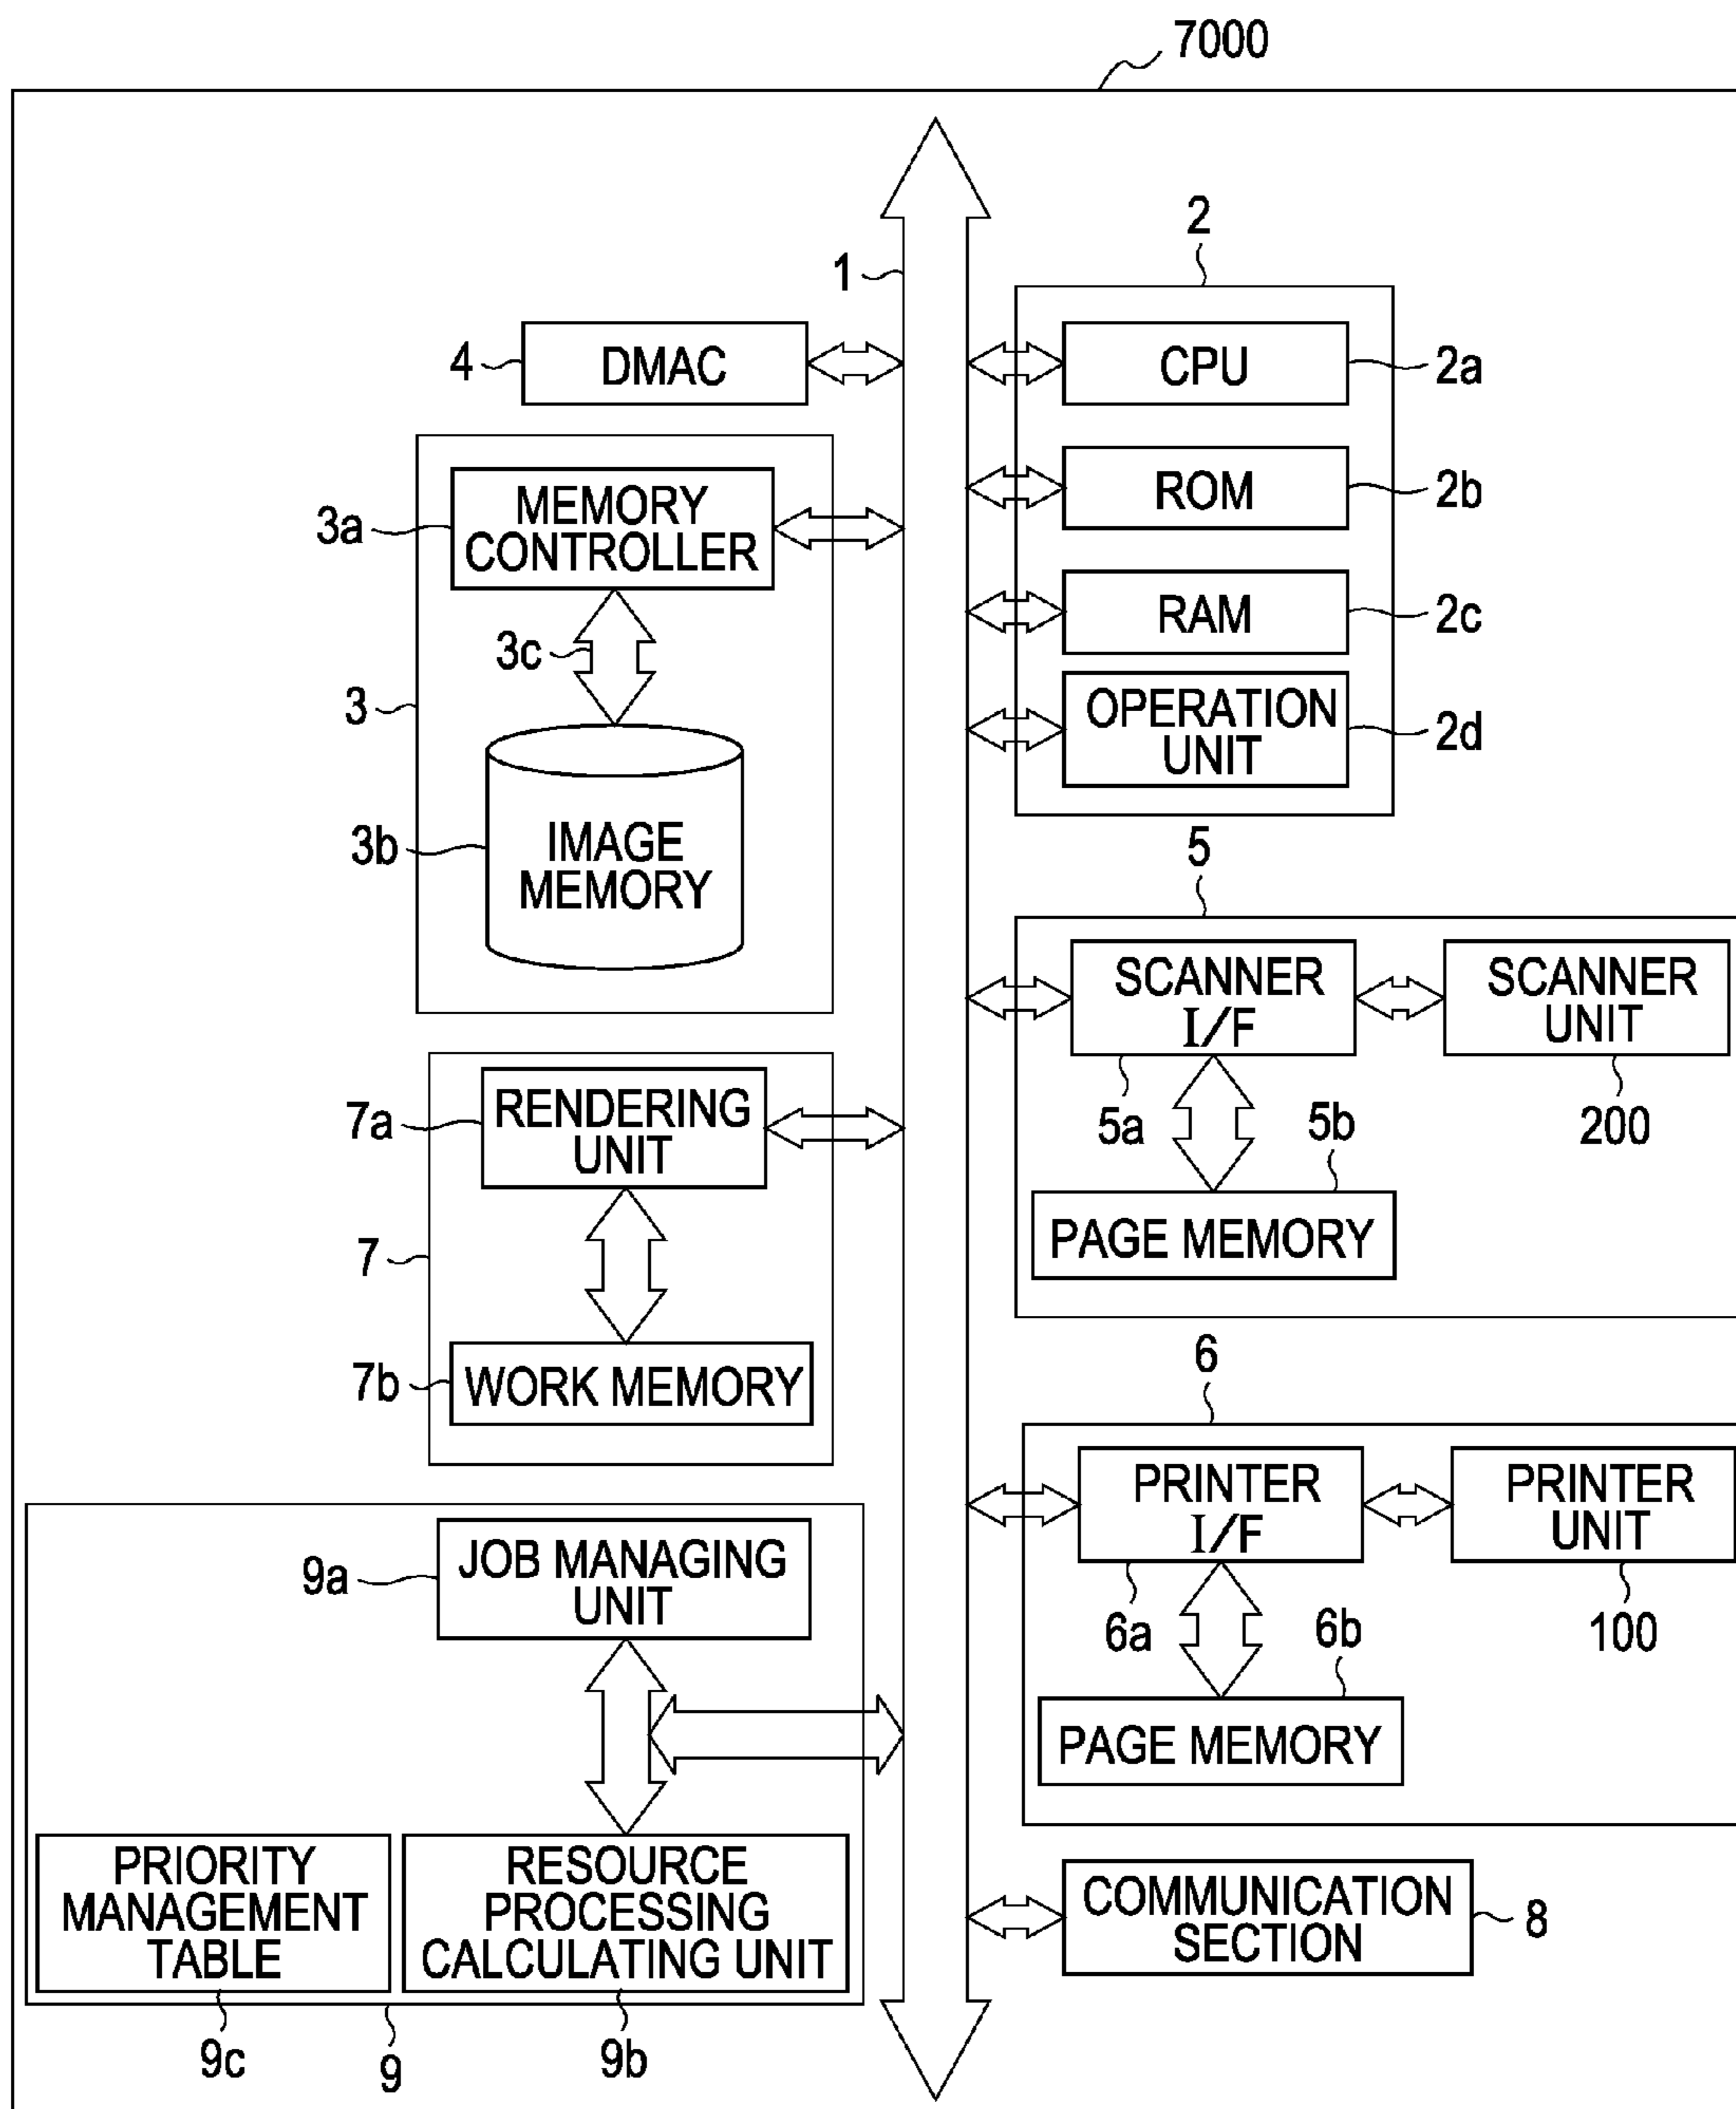 7000
1
2
4
DMAC
CPU
2a
ROM
2b
3a
MEMORY
CONTROLLER
RAM
2c
3c
3
OPERATION
UNIT
2d
3b
IMAGE
MEMORY
5
SCANNER
I/F
SCANNER
UNIT
5a
5b
200
7a
RENDERING
UNIT
PAGE MEMORY
7
7b
WORK MEMORY
6
PRINTER
I/F
PRINTER
UNIT
9a
JOB MANAGING
UNIT
6a
6b
100
PAGE MEMORY
PRIORITY
MANAGEMENT
TABLE
RESOURCE
PROCESSING
CALCULATING UNIT
COMMUNICATION
SECTION
8
9c
9
9b